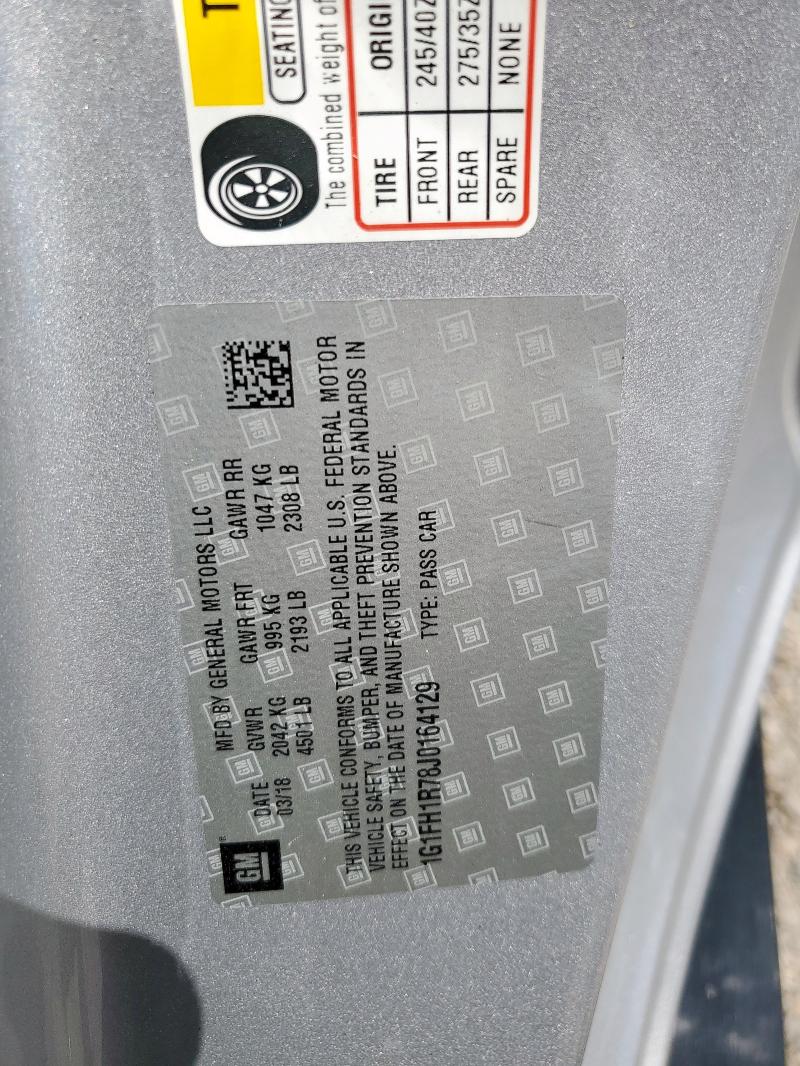 GM
MFD BY GENERAL MOTORS LLC
DATE GVWR GAWR FRT GAWR RR
03/18 2042 KG 995 KG 1047 KG
4501 LB 2193 LB 2308 LB
THIS VEHICLE CONFORMS TO ALL APPLICABLE U.S. FEDERAL MOTOR
VEHICLE SAFETY, BUMPER, AND THEFT PREVENTION STANDARDS IN
EFFECT ON THE DATE OF MANUFACTURE SHOWN ABOVE.
1G1FH1R78J0164129 TYPE: PASS CAR
T
SEATING
The combined weight of
TIRE ORIGI
FRONT 245/40Z
REAR 275/35Z
SPARE NONE